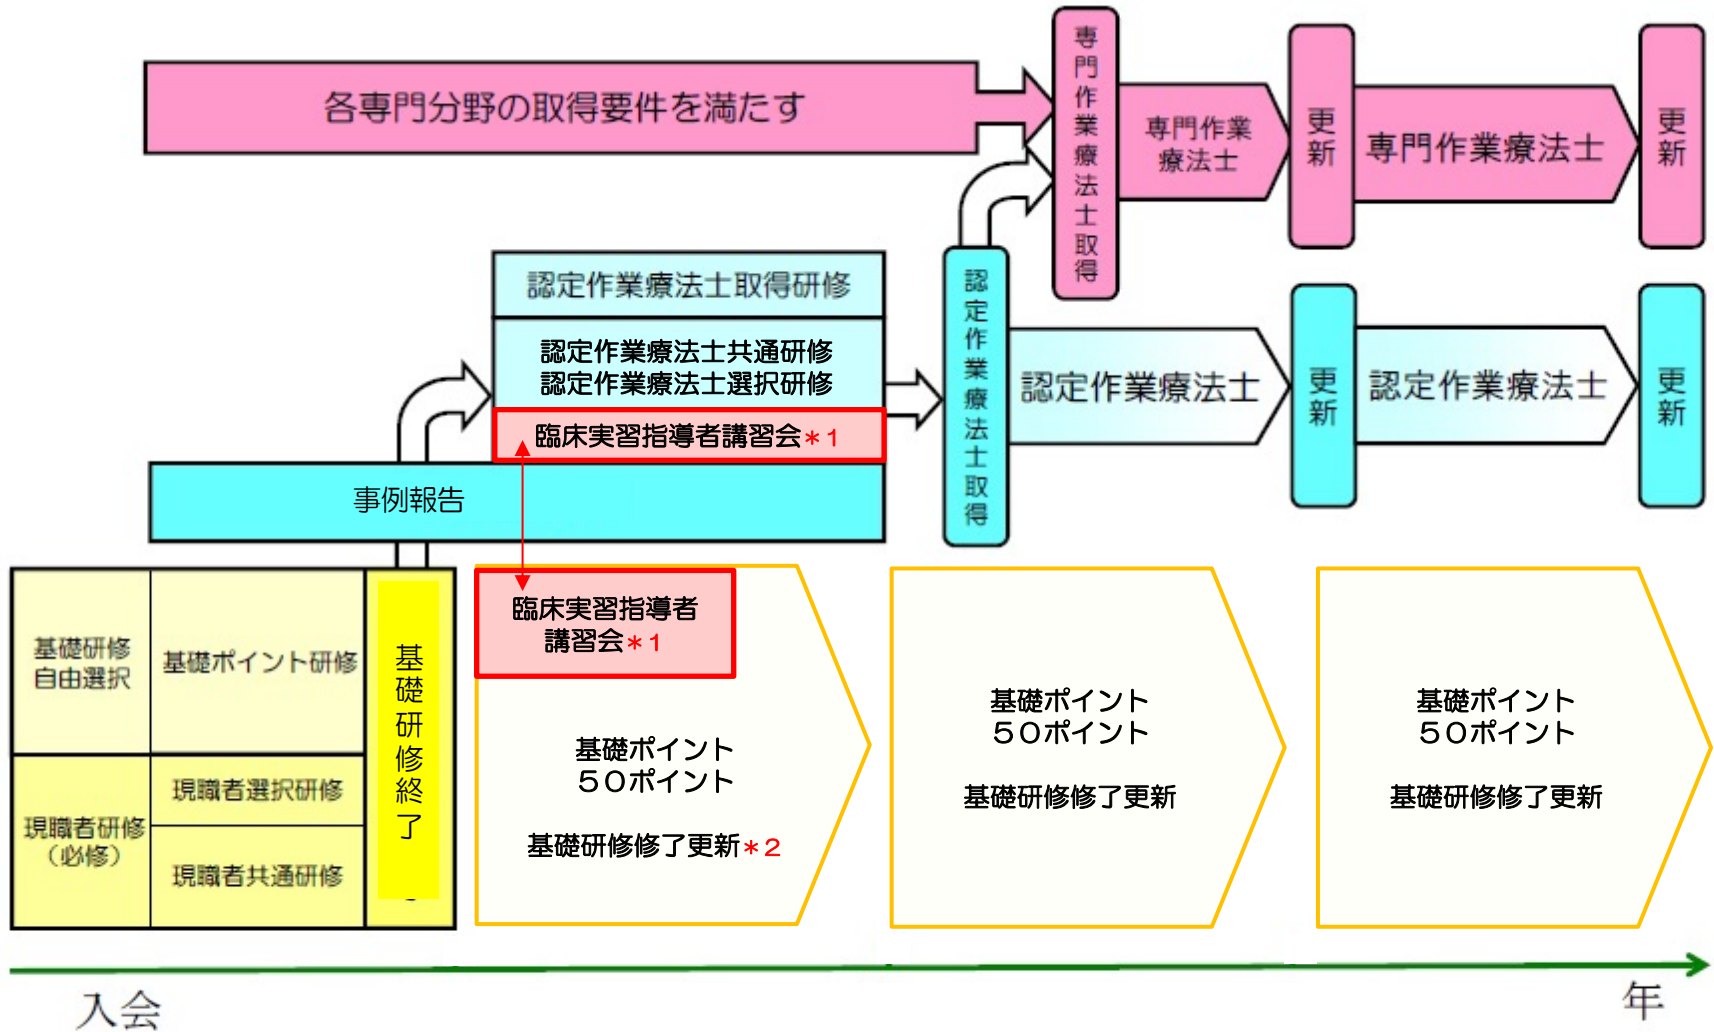 各専門分野の取得要件を満たす
専門作業療法士取得
専門作業
療法士
更新
専門作業療法士
更新
認定作業療法士取得研修
認定作業療法士共通研修
認定作業療法士選択研修
臨床実習指導者講習会＊１
事例報告
認定作業療法士取得
認定作業療法士
更新
認定作業療法士
更新
基礎研修
自由選択
基礎ポイント研修
現職者研修
（必修）
現職者選択研修
現職者共通研修
基礎研修終了
臨床実習指導者
講習会＊１
基礎ポイント
５０ポイント
基礎研修修了更新＊２
基礎ポイント
５０ポイント
基礎研修修了更新
基礎ポイント
５０ポイント
基礎研修修了更新
入会
年